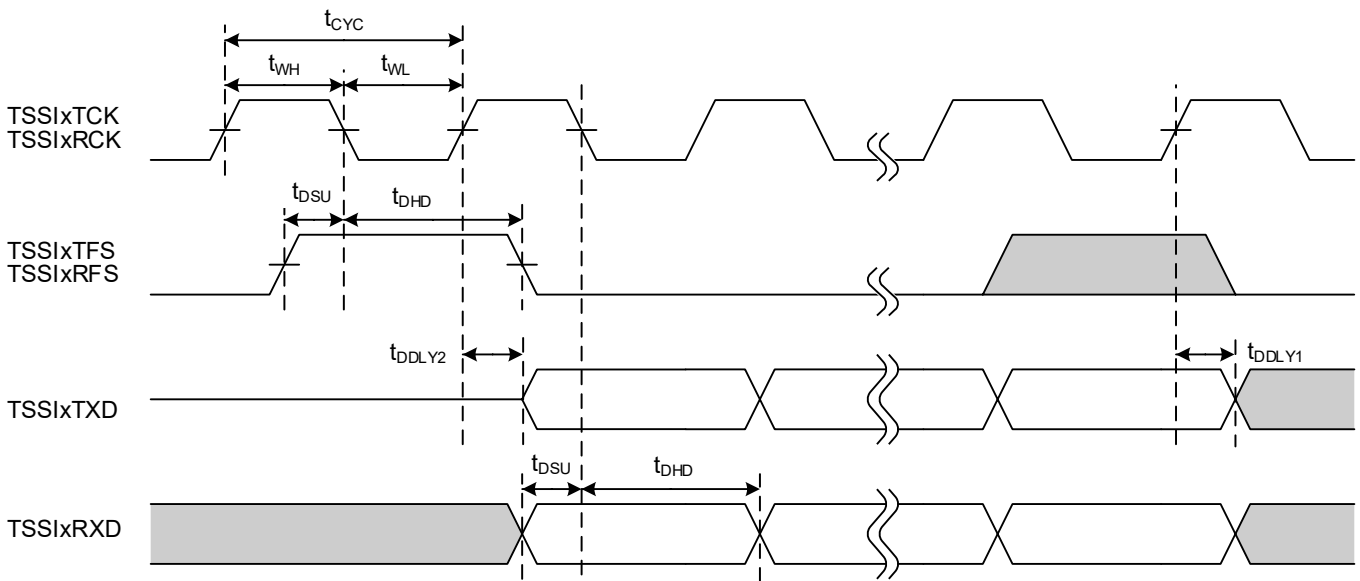 tCYC
tWH
tWL
TSSIxTCK
TSSIxRCK
tDSU
tDHD
TSSIxTFS
TSSIxRFS
tDDLY2
tDDLY1
TSSIxTXD
tDSU
tDHD
TSSIxRXD